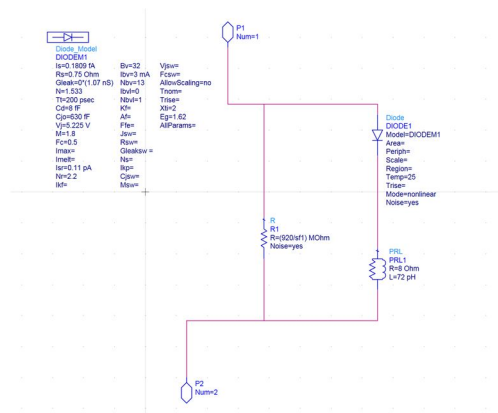 P1
Num=1
Diode_Model
DIODEM1
Is=0.1809 fA
Rs=0.75 Ohm
Gleak=0*(1.07 nS)
N=1.533
Tt=200 psec
Cd=8 fF
Cjo=630 fF
Vj=5.225 V
M=1.8
Fc=0.5
Imax=
Imelt=
Isr=0.11 pA
Nr=2.2
Ikf=
Bv=32
Ibv=3 mA
Nbv=13
Ibvl=0
Nbvl=1
Kf=
Af=
Ffe=
Jsw=
Rsw=
Gleaksw =
Ns=
Ikp=
Cjsw=
Msw=
Vjsw=
Fcsw=
AllowScaling=no
Tnom=
Trise=
Xti=2
Eg=1.62
AllParams=
Diode
DIODE1
Model=DIODEM1
Area=
Periph=
Scale=
Region=
Temp=25
Trise=
Mode=nonlinear
Noise=yes
R
R1
R=(920/sf1) MOhm
Noise=yes
PRL
PRL1
R=8 Ohm
L=72 pH
P2
Num=2